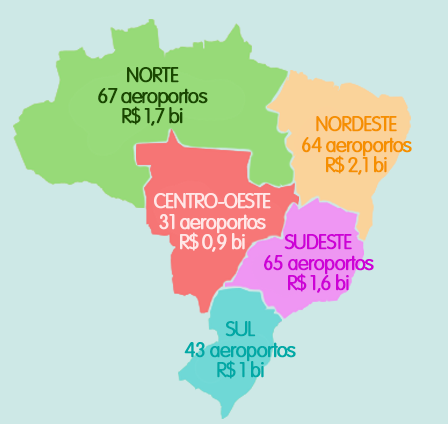 NORTE
67 aeroportos
R$ 1,7 bi
NORDESTE
64 aeroportos
R$ 2,1 bi
CENTRO-OESTE
31 aeroportos
R$ 0,9 bi
SUDESTE
65 aeroportos
R$ 1,6 bi
SUL
43 aeroportos
R$ 1 bi